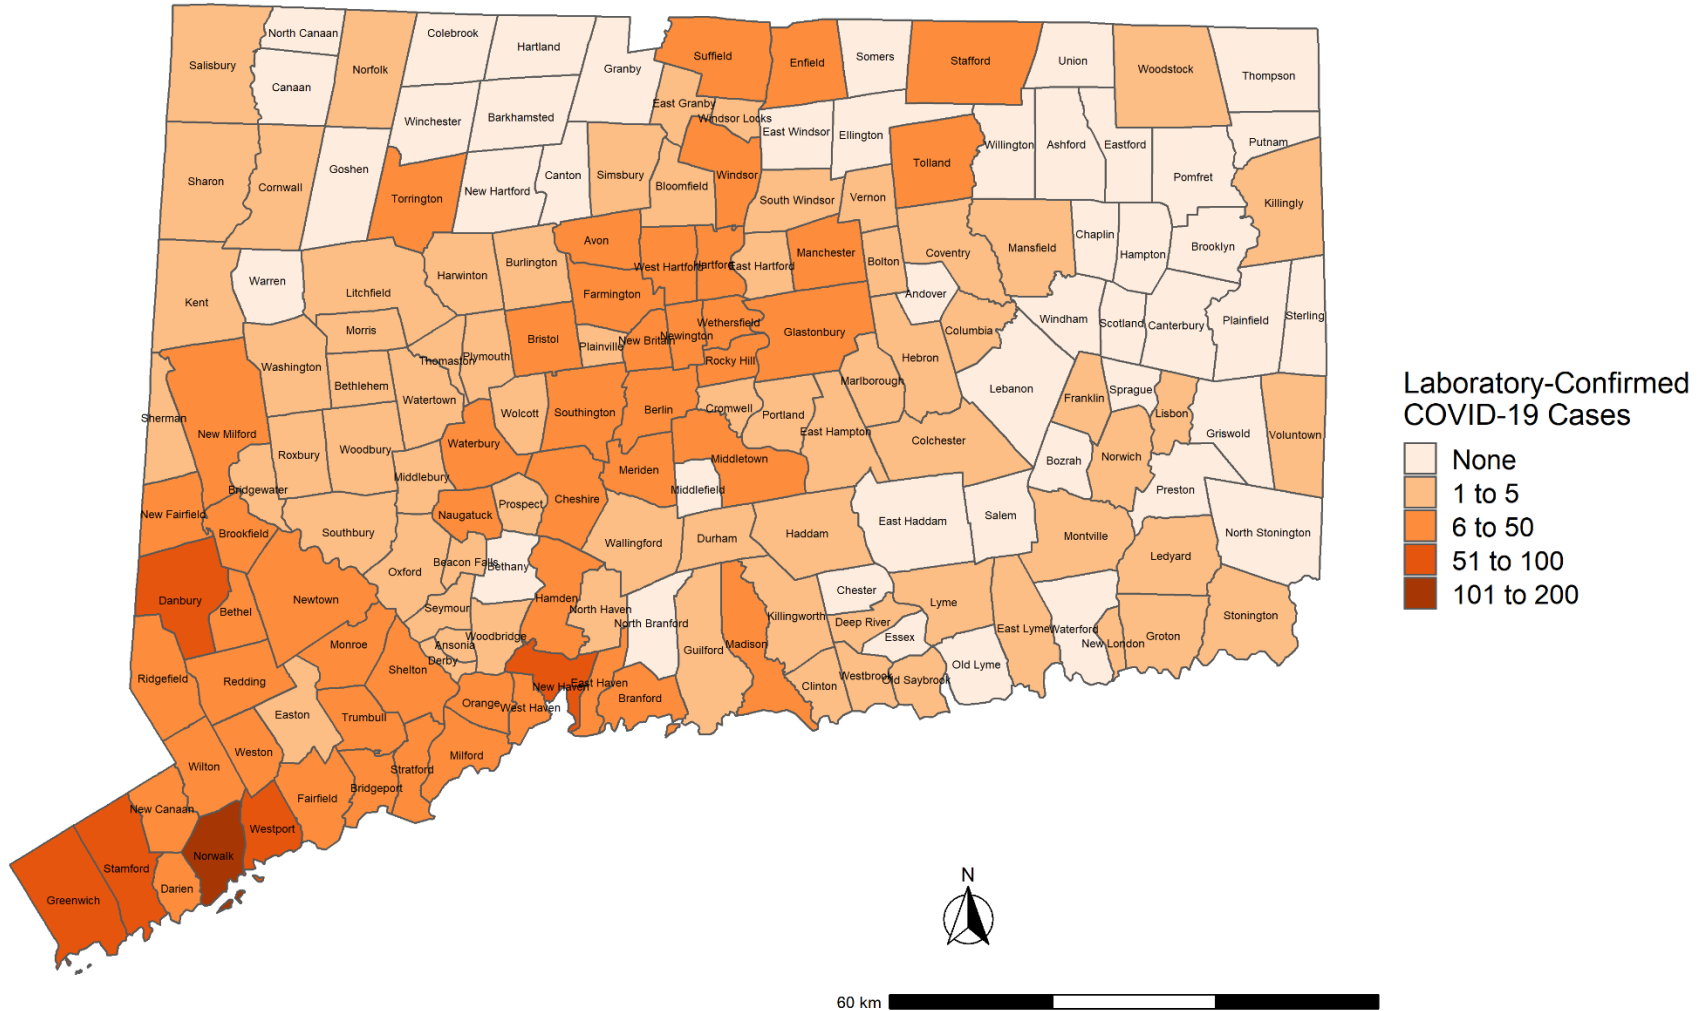 North Canaan
Colebrook
Hartland
Salisbury
Canaan
Norfolk
Granby
Suffield
Enfield
Somers
Stafford
Union
Woodstock
Thompson
East Granby
Windsor Locks
Winchester
Barkhamsted
East Windsor
Ellington
Willington
Ashford
Eastford
Putnam
Sharon
Cornwall
Goshen
Torrington
New Hartford
Canton
Simsbury
Bloomfield
Windsor
Tolland
Pomfret
South Windsor
Vernon
Killingly
Avon
West Hartford
Hartford
East Hartford
Manchester
Bolton
Coventry
Mansfield
Chaplin
Hampton
Brooklyn
Kent
Warren
Litchfield
Harwinton
Burlington
Farmington
Andover
Morris
Thomaston
Plymouth
Bristol
Plainville
New Britain
Newington
Wethersfield
Rocky Hill
Glastonbury
Hebron
Columbia
Windham
Scotland
Canterbury
Plainfield
Sterling
Washington
Bethlehem
Watertown
Wolcott
Southington
Berlin
Cromwell
Portland
Marlborough
Lebanon
Franklin
Sprague
Lisbon
Griswold
Voluntown
Sherman
New Milford
Roxbury
Woodbury
Waterbury
Middlebury
Meriden
Middletown
Middlefield
East Hampton
Colchester
Bozrah
Norwich
Preston
Bridgewater
New Fairfield
Brookfield
Southbury
Naugatuck
Prospect
Cheshire
Wallingford
Durham
Haddam
East Haddam
Salem
Montville
Ledyard
North Stonington
Danbury
Bethel
Newtown
Oxford
Beacon Falls
Bethany
Hamden
North Haven
North Branford
Guilford
Madison
Killingworth
Chester
Deep River
Essex
Lyme
East Lyme
Waterford
New London
Groton
Stonington
Seymour
Woodbridge
Ansonia
Derby
Monroe
Shelton
Ridgefield
Redding
Easton
Trumbull
Orange
West Haven
New Haven
East Haven
Branford
Clinton
Westbrook
Old Saybrook
Old Lyme
Wilton
Weston
Fairfield
Bridgeport
Stratford
Milford
New Canaan
Norwalk
Westport
Stamford
Darien
Greenwich
Laboratory-Confirmed
COVID-19 Cases
None
1 to 5
6 to 50
51 to 100
101 to 200
N
60 km